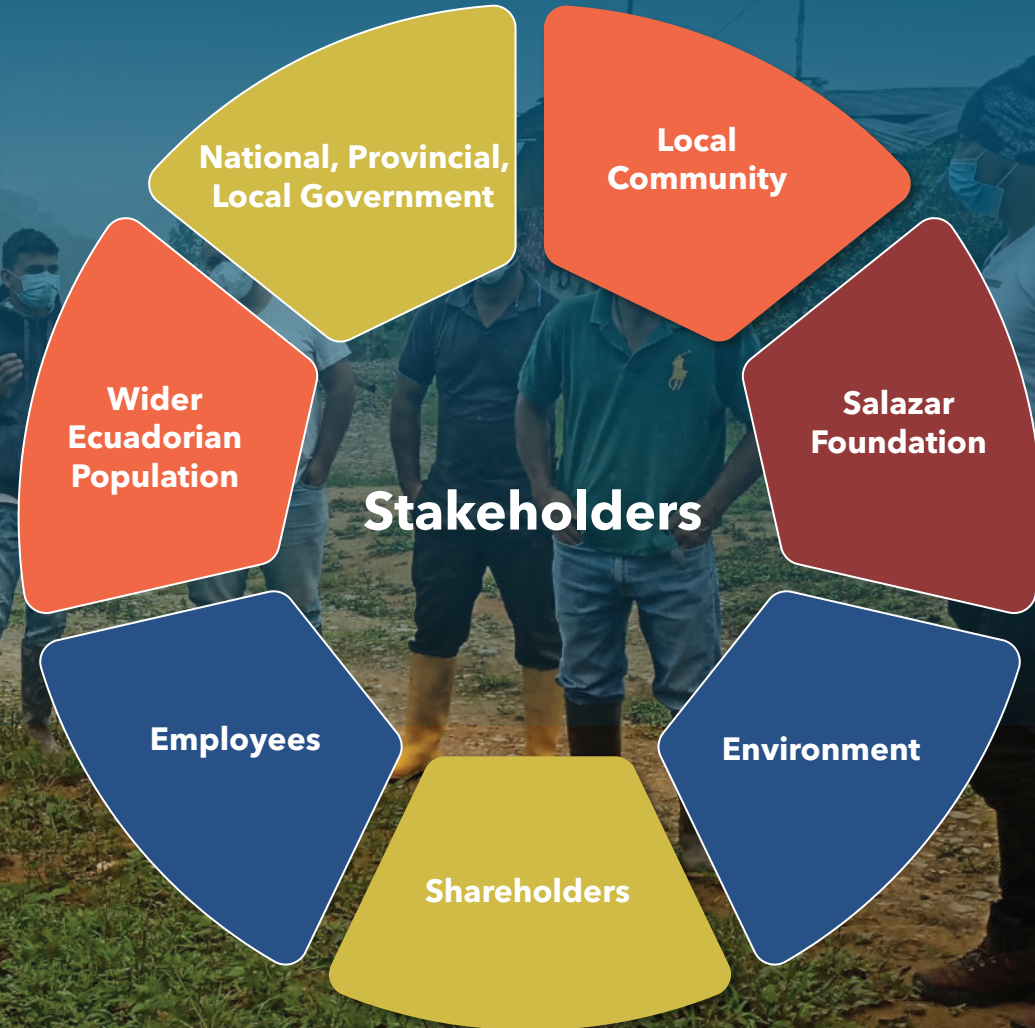 National, Provincial,
Local Government
Local
Community
Wider
Ecuadorian
Population
Salazar
Foundation
Stakeholders
Employees
Environment
Shareholders